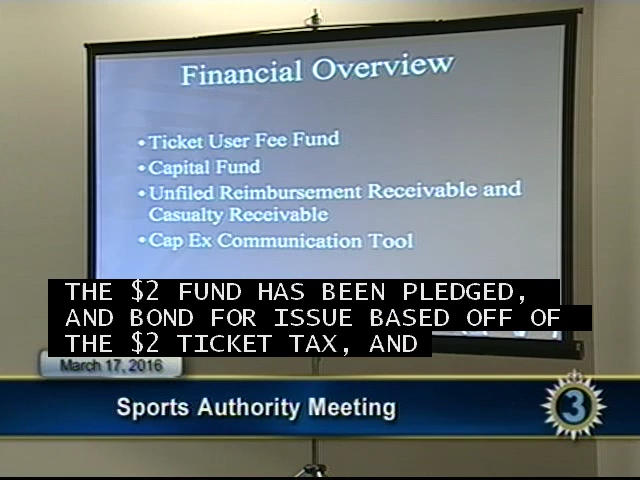 Financial Overview
•Ticket User Fee Fund
•Capital Fund
•Unfiled Reimbursement Receivable and
Casualty Receivable
•Cap Ex Communication Tool
THE $2 FUND HAS BEEN PLEDGED,
AND BOND FOR ISSUE BASED OFF OF
THE $2 TICKET TAX, AND
March 17, 2016
Sports Authority Meeting
3